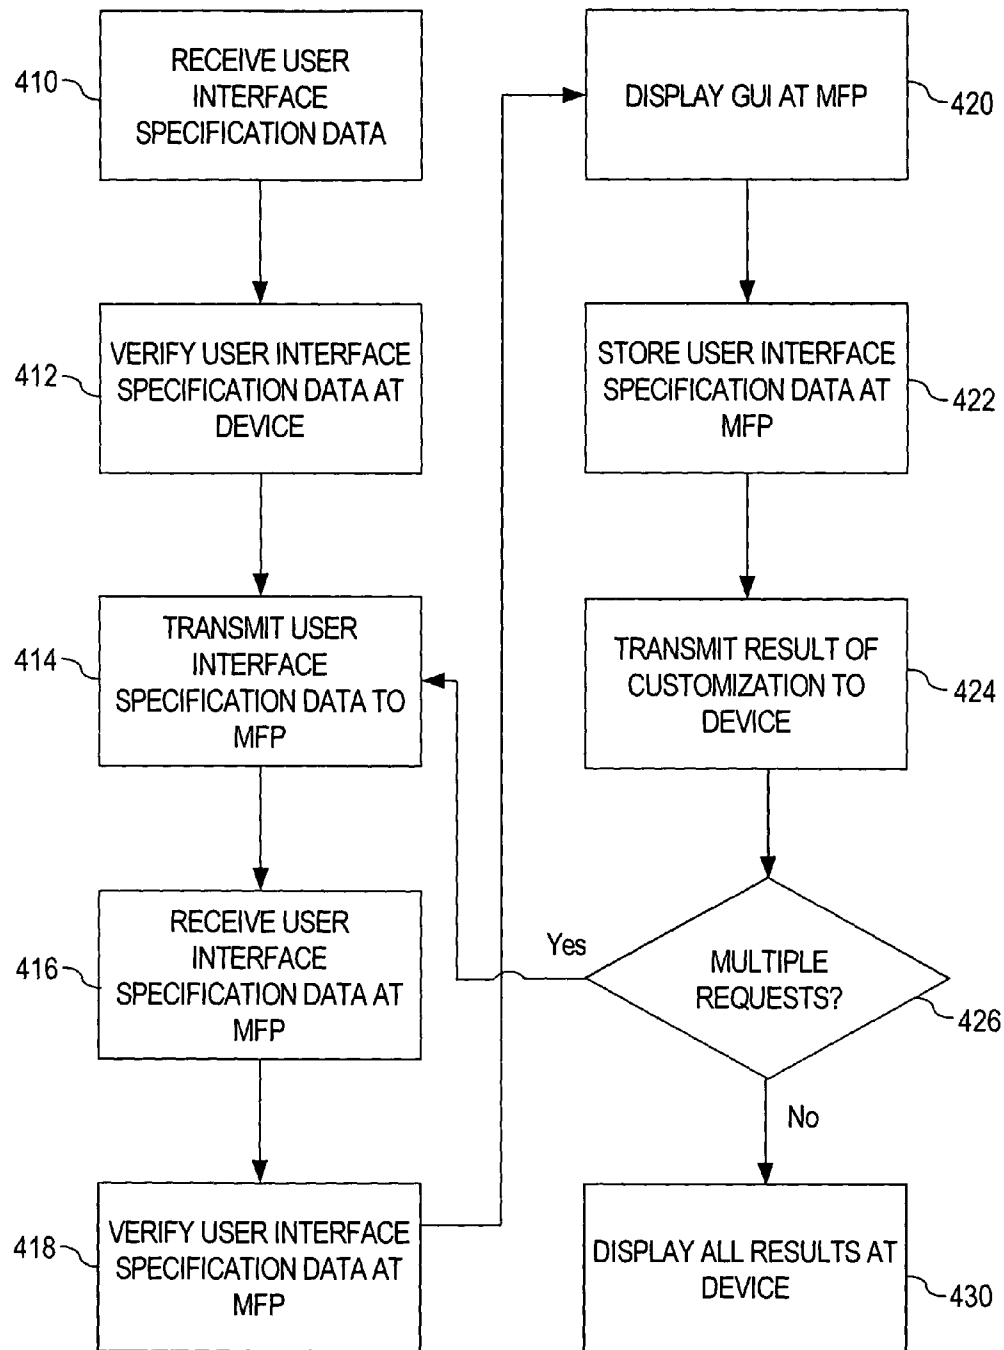 410
RECEIVE USER
INTERFACE
SPECIFICATION DATA
412
VERIFY USER INTERFACE
SPECIFICATION DATA AT
DEVICE
414
TRANSMIT USER
INTERFACE
SPECIFICATION DATA TO
MFP
416
RECEIVE USER
INTERFACE
SPECIFICATION DATA AT
MFP
418
VERIFY USER INTERFACE
SPECIFICATION DATA AT
MFP
DISPLAY GUI AT MFP
420
STORE USER INTERFACE
SPECIFICATION DATA AT
MFP
422
TRANSMIT RESULT OF
CUSTOMIZATION TO
DEVICE
424
Yes
MULTIPLE
REQUESTS?
426
No
DISPLAY ALL RESULTS AT
DEVICE
430